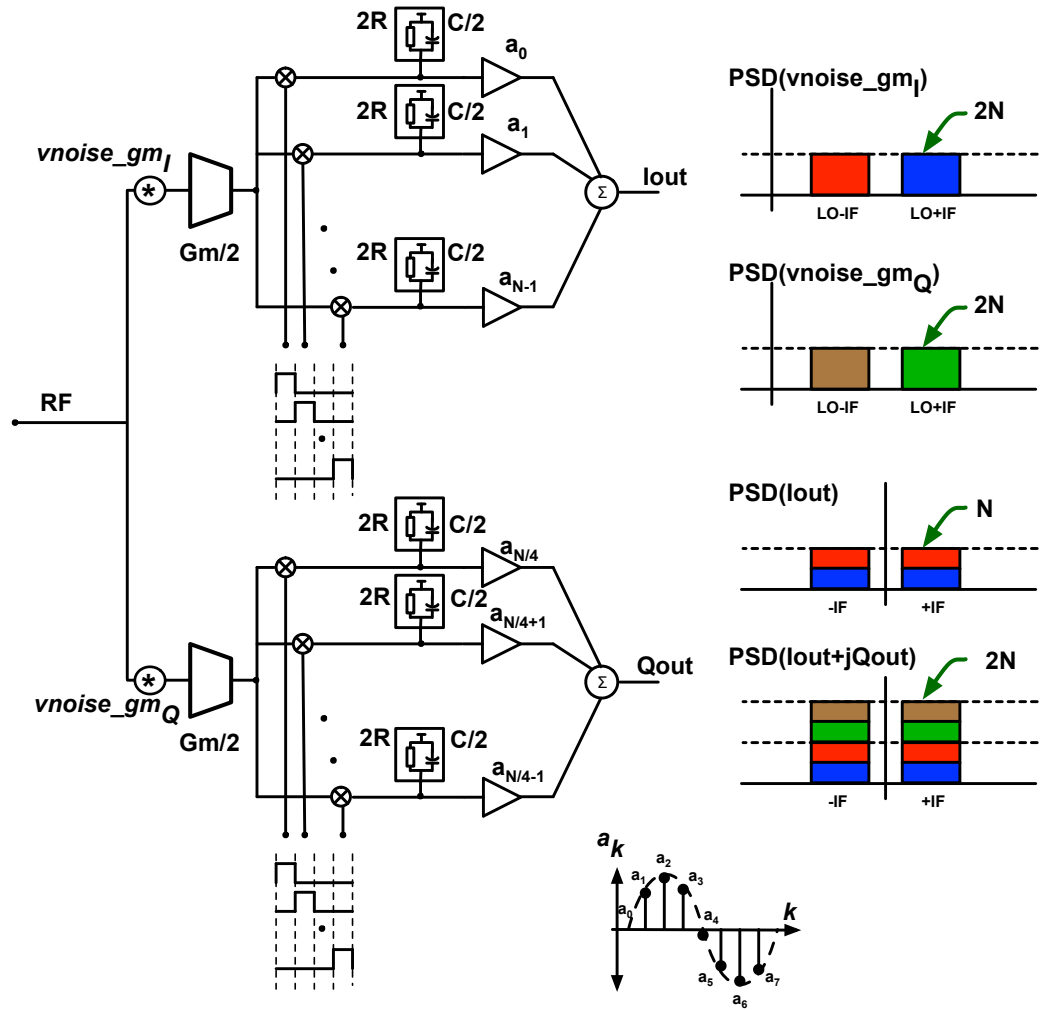 2R C/2
a0
2R C/2
a1
vnoise_gmI
*
Gm/2
Σ
Iout
2R C/2
aN-1
RF
2R C/2
aN/4
2R C/2
aN/4+1
*
vnoise_gmQ
Gm/2
Σ
Qout
2R C/2
aN/4-1
PSD(vnoise_gmI)
2N
LO-IF LO+IF
PSD(vnoise_gmQ)
2N
LO-IF LO+IF
PSD(Iout)
N
-IF +IF
PSD(Iout+jQout)
2N
-IF +IF
ak
a0 a1 a2 a3 a4 a5 a6 a7
k